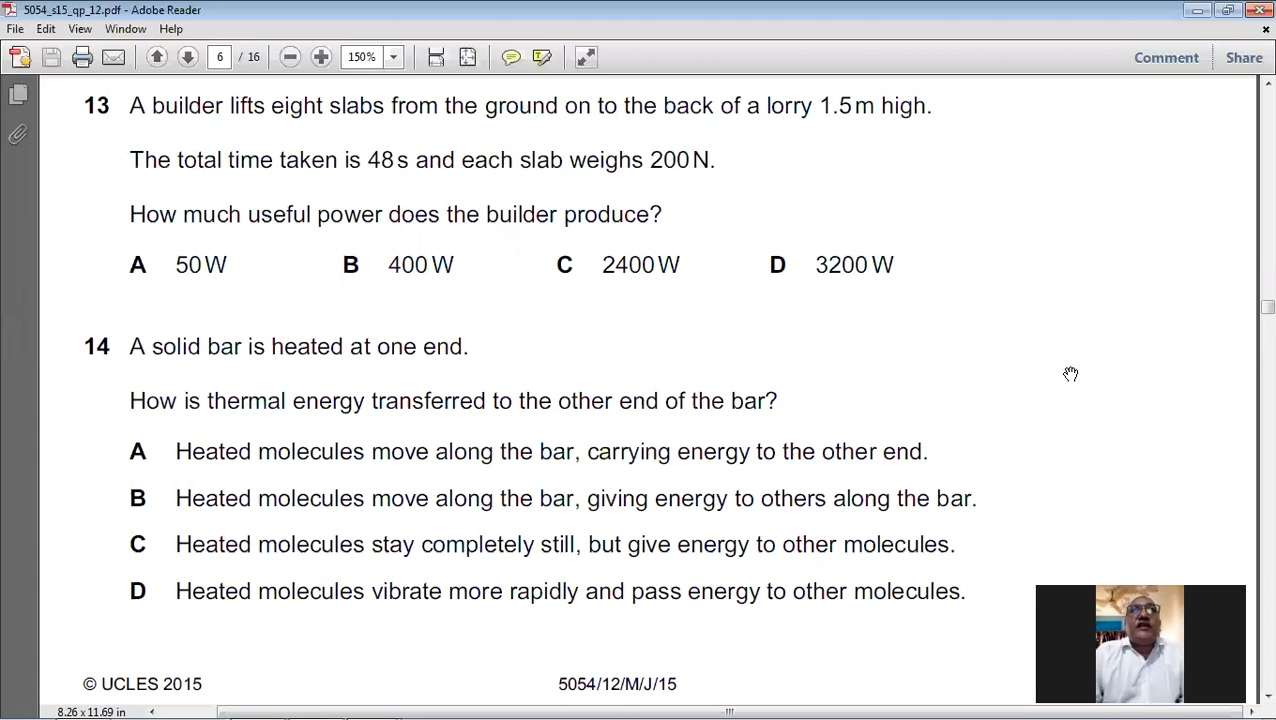 5054_s15_qp_12.pdf - Adobe Reader
File Edit View Window Help
6 / 16 150% Comment Share
13 A builder lifts eight slabs from the ground on to the back of a lorry 1.5 m high.
The total time taken is 48 s and each slab weighs 200 N.
How much useful power does the builder produce?
A 50 W B 400 W C 2400 W D 3200 W
14 A solid bar is heated at one end.
How is thermal energy transferred to the other end of the bar?
A Heated molecules move along the bar, carrying energy to the other end.
B Heated molecules move along the bar, giving energy to others along the bar.
C Heated molecules stay completely still, but give energy to other molecules.
D Heated molecules vibrate more rapidly and pass energy to other molecules.
© UCLES 2015 5054/12/M/J/15
8.26 x 11.69 in